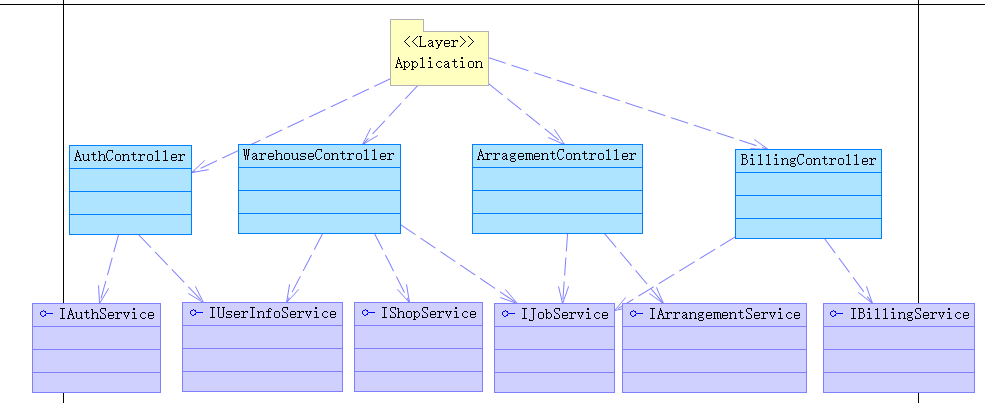 <<Layer>>
Application
AuthController
WarehouseController
ArragementController
BillingController
IAuthService
IUserInfoService
IShopService
IJobService
IArrangementService
IBillingService